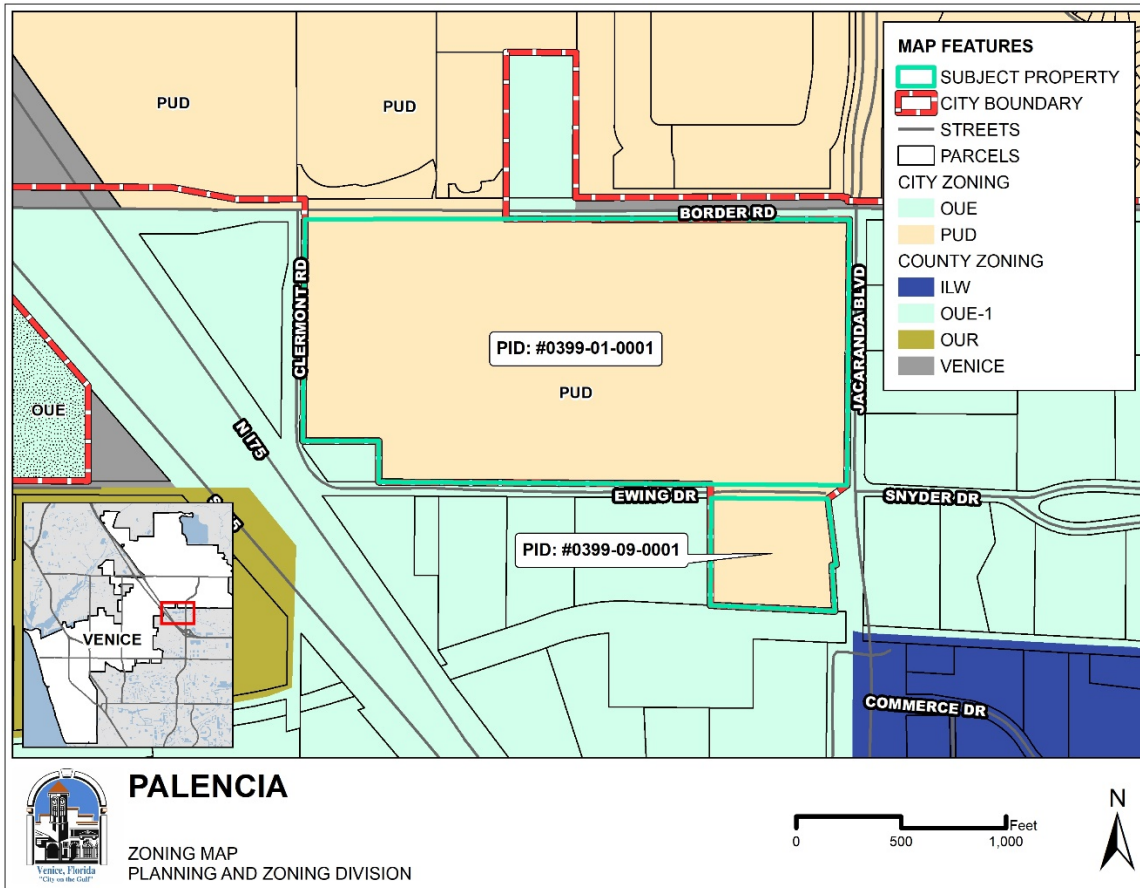 MAP FEATURES
SUBJECT PROPERTY
CITY BOUNDARY
STREETS
PARCELS
CITY ZONING
OUE
PUD
COUNTY ZONING
ILW
OUE-1
OUR
VENICE
PUD
PUD
BORDER RD
CLERMONT RD
JACARANDA BLVD
PID: #0399-01-0001
PUD
OUE
N I75
EWING DR
SNYDER DR
PID: #0399-09-0001
VENICE
COMMERCE DR
PALENCIA
ZONING MAP
PLANNING AND ZONING DIVISION
Venice, Florida
"City on the Gulf"
Feet
0 500 1,000
N